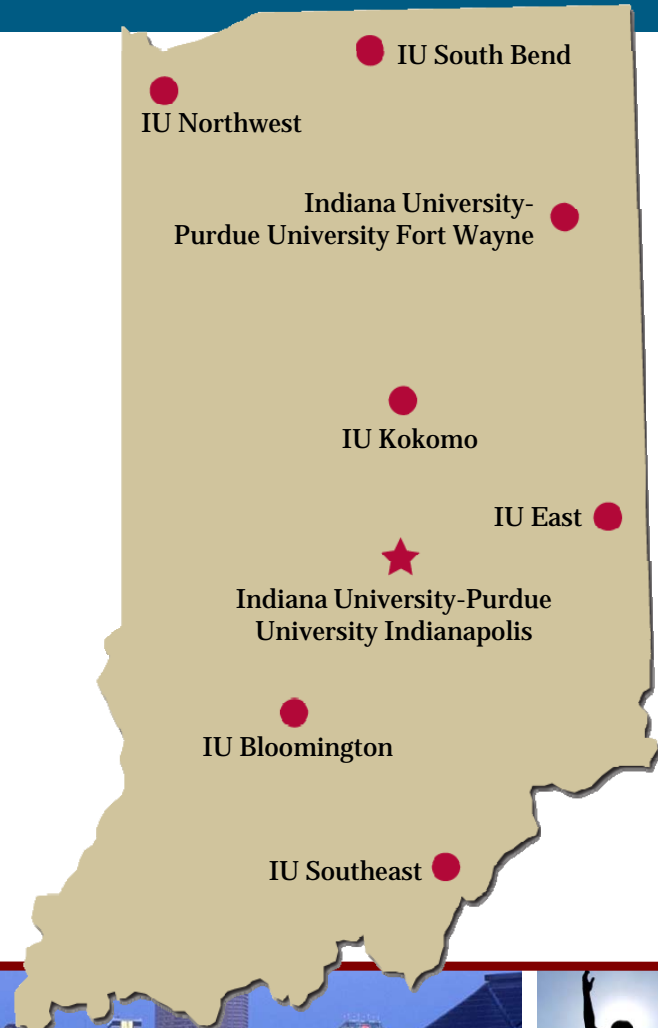 IU South Bend
IU Northwest
Indiana University-
Purdue University Fort Wayne
IU Kokomo
IU East
Indiana University-Purdue
University Indianapolis
IU Bloomington
IU Southeast